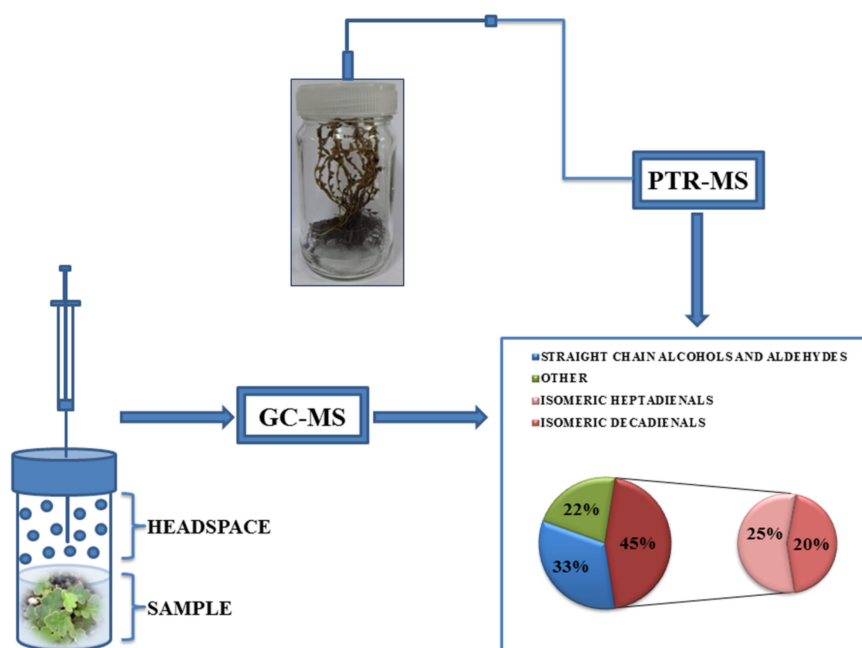 PTR-MS
STRAIGHT CHAIN ALCOHOLS AND ALDEHYDES
OTHER
ISOMERIC HEPTADIENALS
ISOMERIC DECADIENALS
GC-MS
22%
45%
33%
25%
20%
HEADSPACE
SAMPLE